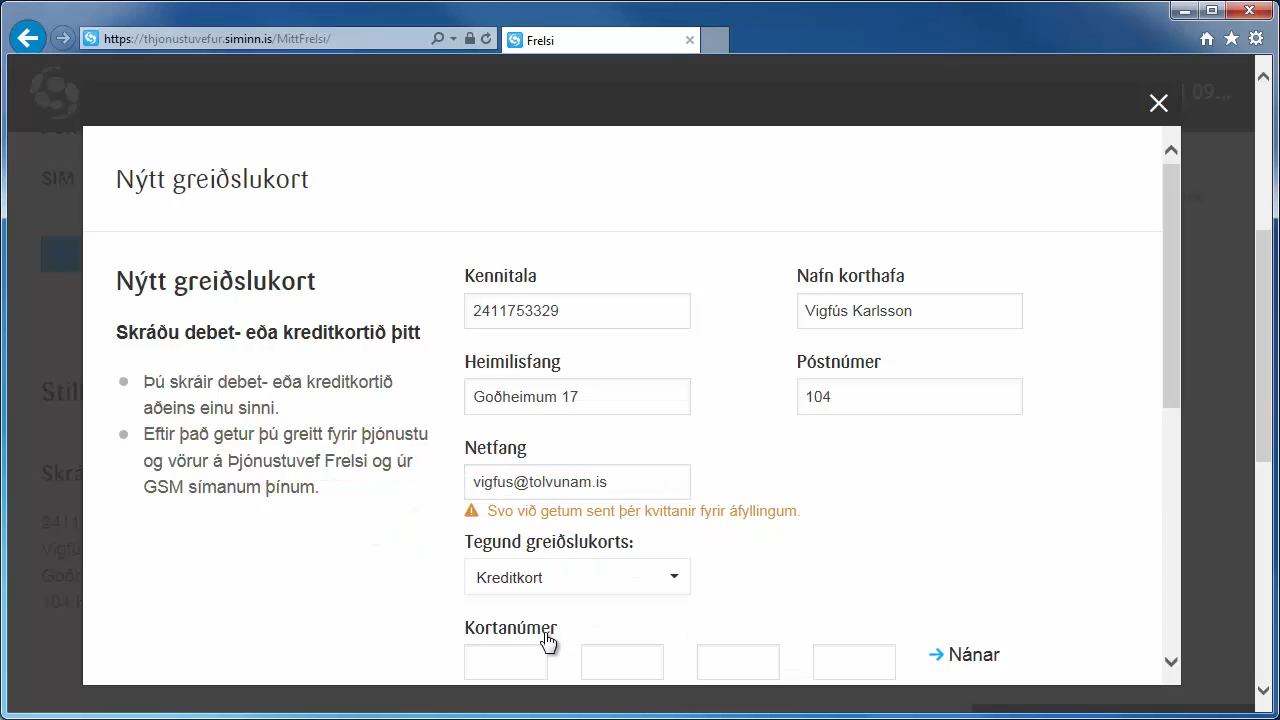 https://thjonustuvefur.siminn.is/MittFrelsi/
Frelsi
09...
SIM
Nýtt greiðslukort
Nýtt greiðslukort
Skráðu debet- eða kreditkortið þitt
Þú skráir debet- eða kreditkortið
aðeins einu sinni.
Eftir það getur þú greitt fyrir þjónustu
og vörur á Þjónustuvef Frelsi og úr
GSM símanum þínum.
Kennitala
2411753329
Nafn korthafa
Vigfús Karlsson
Heimilisfang
Goðheimum 17
Póstnúmer
104
Netfang
vigfus@tolvunam.is
Svo við getum sent þér kvittanir fyrir áfyllingum.
Tegund greiðslukorts:
Kreditkort
Kortanúmer
Nánar